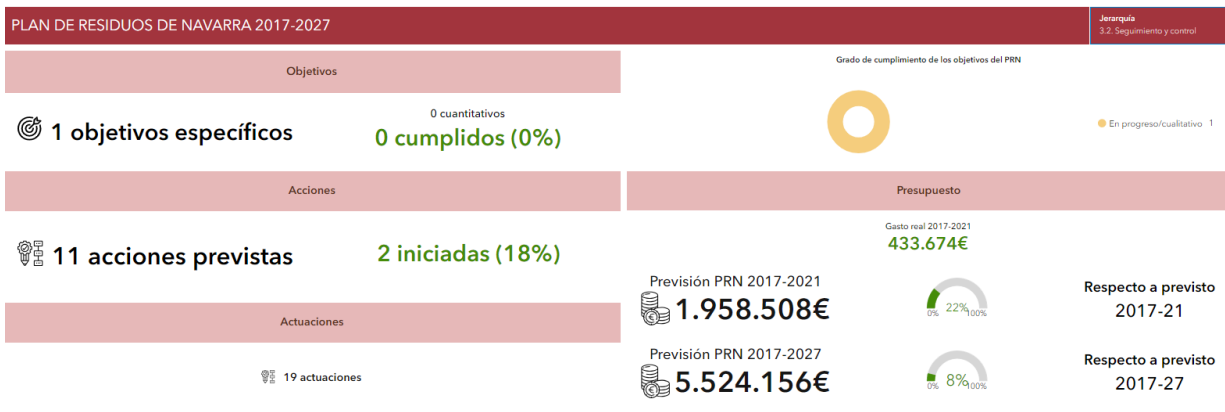 PLAN DE RESIDUOS DE NAVARRA 2017-2027
Jerarquía
3.2. Seguimiento y control
Objetivos
1 objetivos específicos
0 cuantitativos
0 cumplidos (0%)
Grado de cumplimiento de los objetivos del PRN
En progreso/cualitativo 1
Acciones
11 acciones previstas
2 iniciadas (18%)
Actuaciones
19 actuaciones
Presupuesto
Gasto real 2017-2021
433.674€
Previsión PRN 2017-2021
1.958.508€
0% 22% 100%
Respecto a previsto
2017-21
Previsión PRN 2017-2027
5.524.156€
0% 8% 100%
Respecto a previsto
2017-27